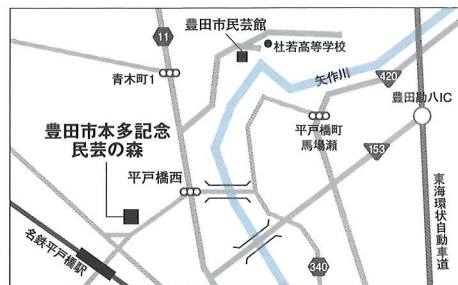 11
豊田市民芸館
杜若高等学校
青木町1
矢作川
420
豊田勘八IC
平戸橋町
馬場瀬
153
豊田市本多記念
民芸の森
平戸橋西
東海環状自動車道
名鉄平戸橋駅
340